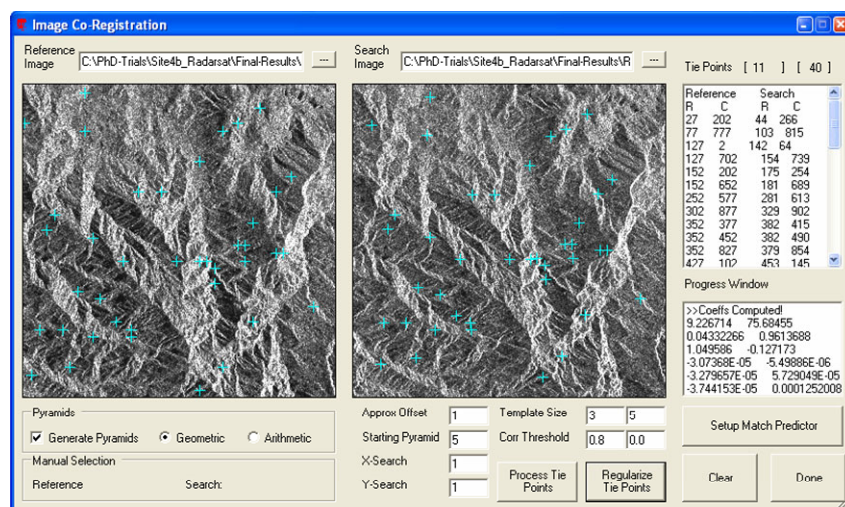 Image Co-Registration
Reference Image
C:\PhD-Trials\Site4b_Radarsat\Final-Results\
...
Search Image
C:\PhD-Trials\Site4b_Radarsat\Final-Results\R
...
Tie Points [ 11 ] [ 40 ]
Reference Search
R C R C
27 202 44 266
77 777 103 815
127 2 142 64
127 702 154 739
152 202 175 254
152 652 181 689
252 577 281 613
302 877 329 902
352 377 382 415
352 452 382 490
352 827 379 854
427 102 453 145
Progress Window
>>Coeffs Computed!
9.226714 75.68455
0.04332266 0.9613688
1.049586 -0.127173
-3.07368E-05 -5.49886E-06
-3.279657E-05 5.729049E-05
-3.744153E-05 0.0001252008
Pyramids
Generate Pyramids Geometric Arithmetic
Manual Selection
Reference Search:
Approx Offset 1
Starting Pyramid 5
X-Search 1
Y-Search 1
Template Size 3 5
Corr Threshold 0.8 0.0
Process Tie Points
Regularize Tie Points
Setup Match Predictor
Clear
Done